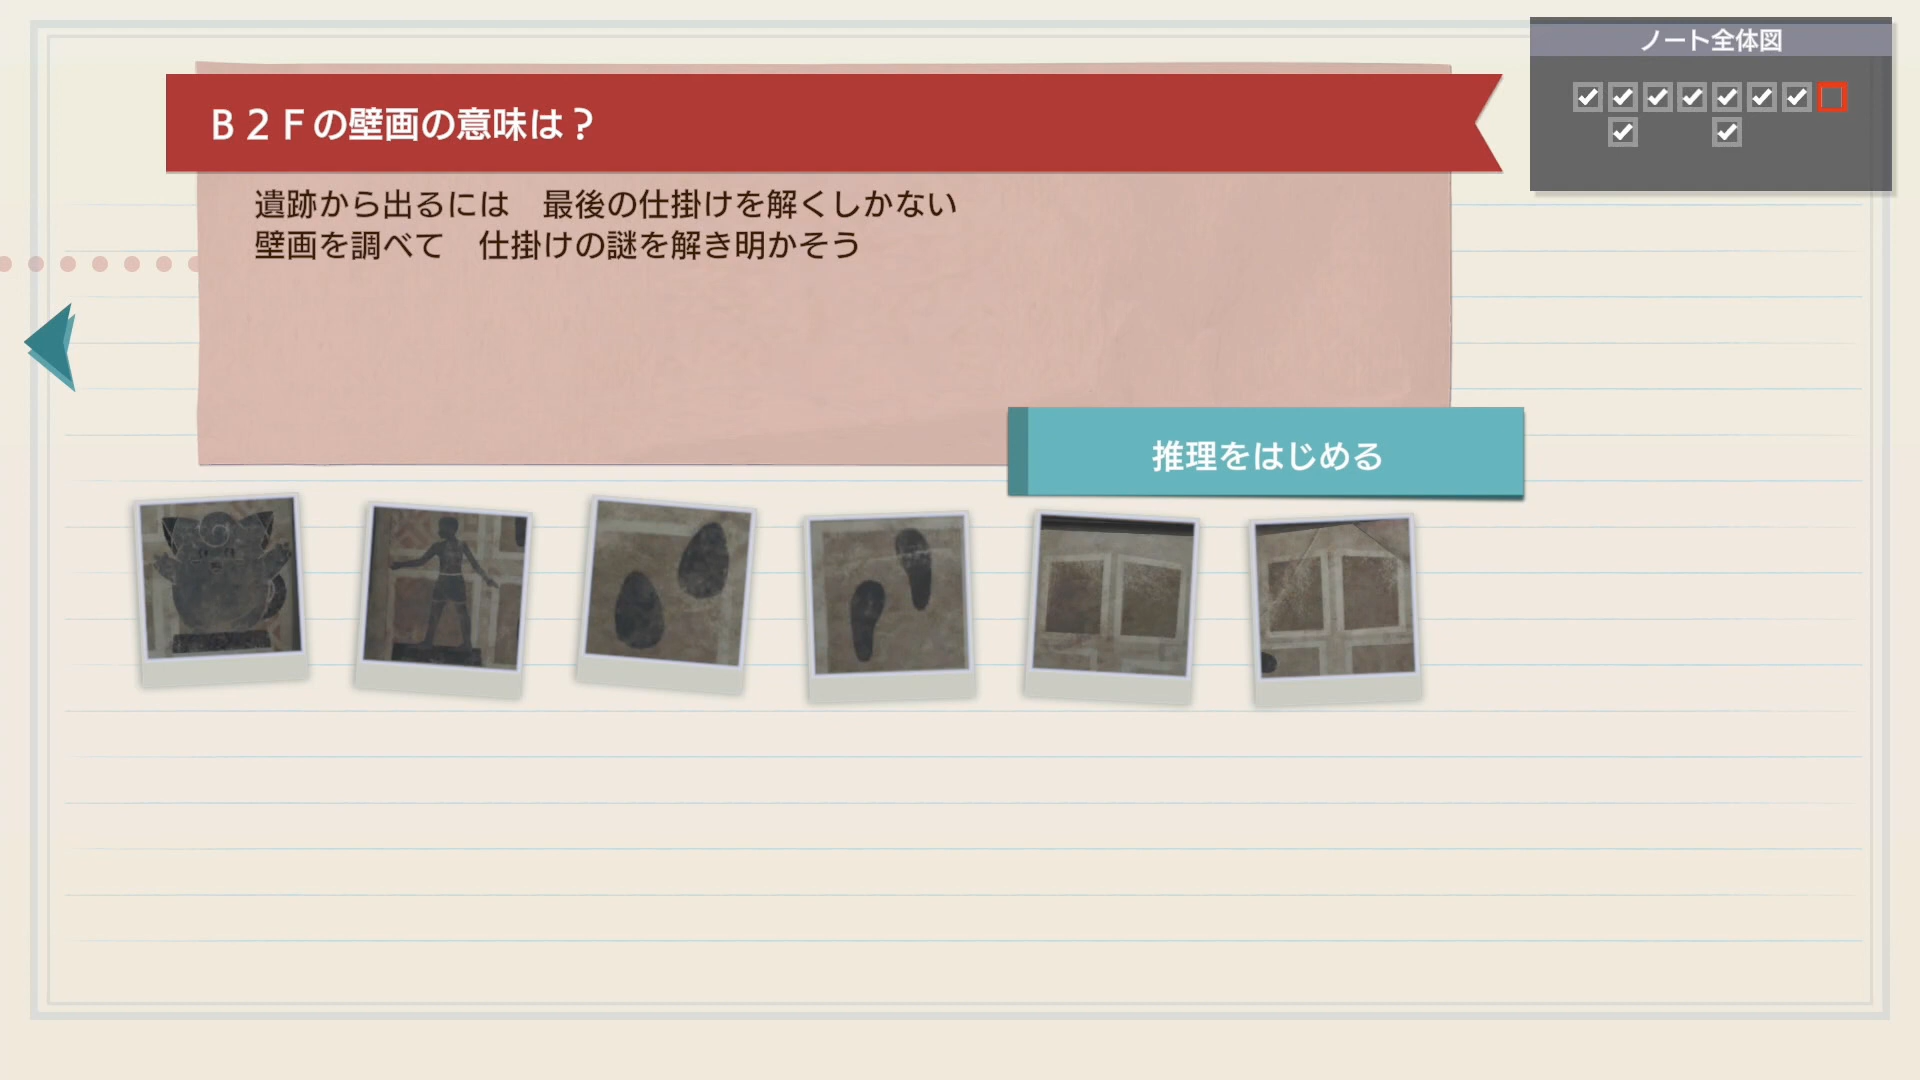 ノート全体図
B2Fの壁画の意味は?
遺跡から出るには 最後の仕掛けを解くしかない
壁画を調べて 仕掛けの謎を解き明かそう
推理をはじめる